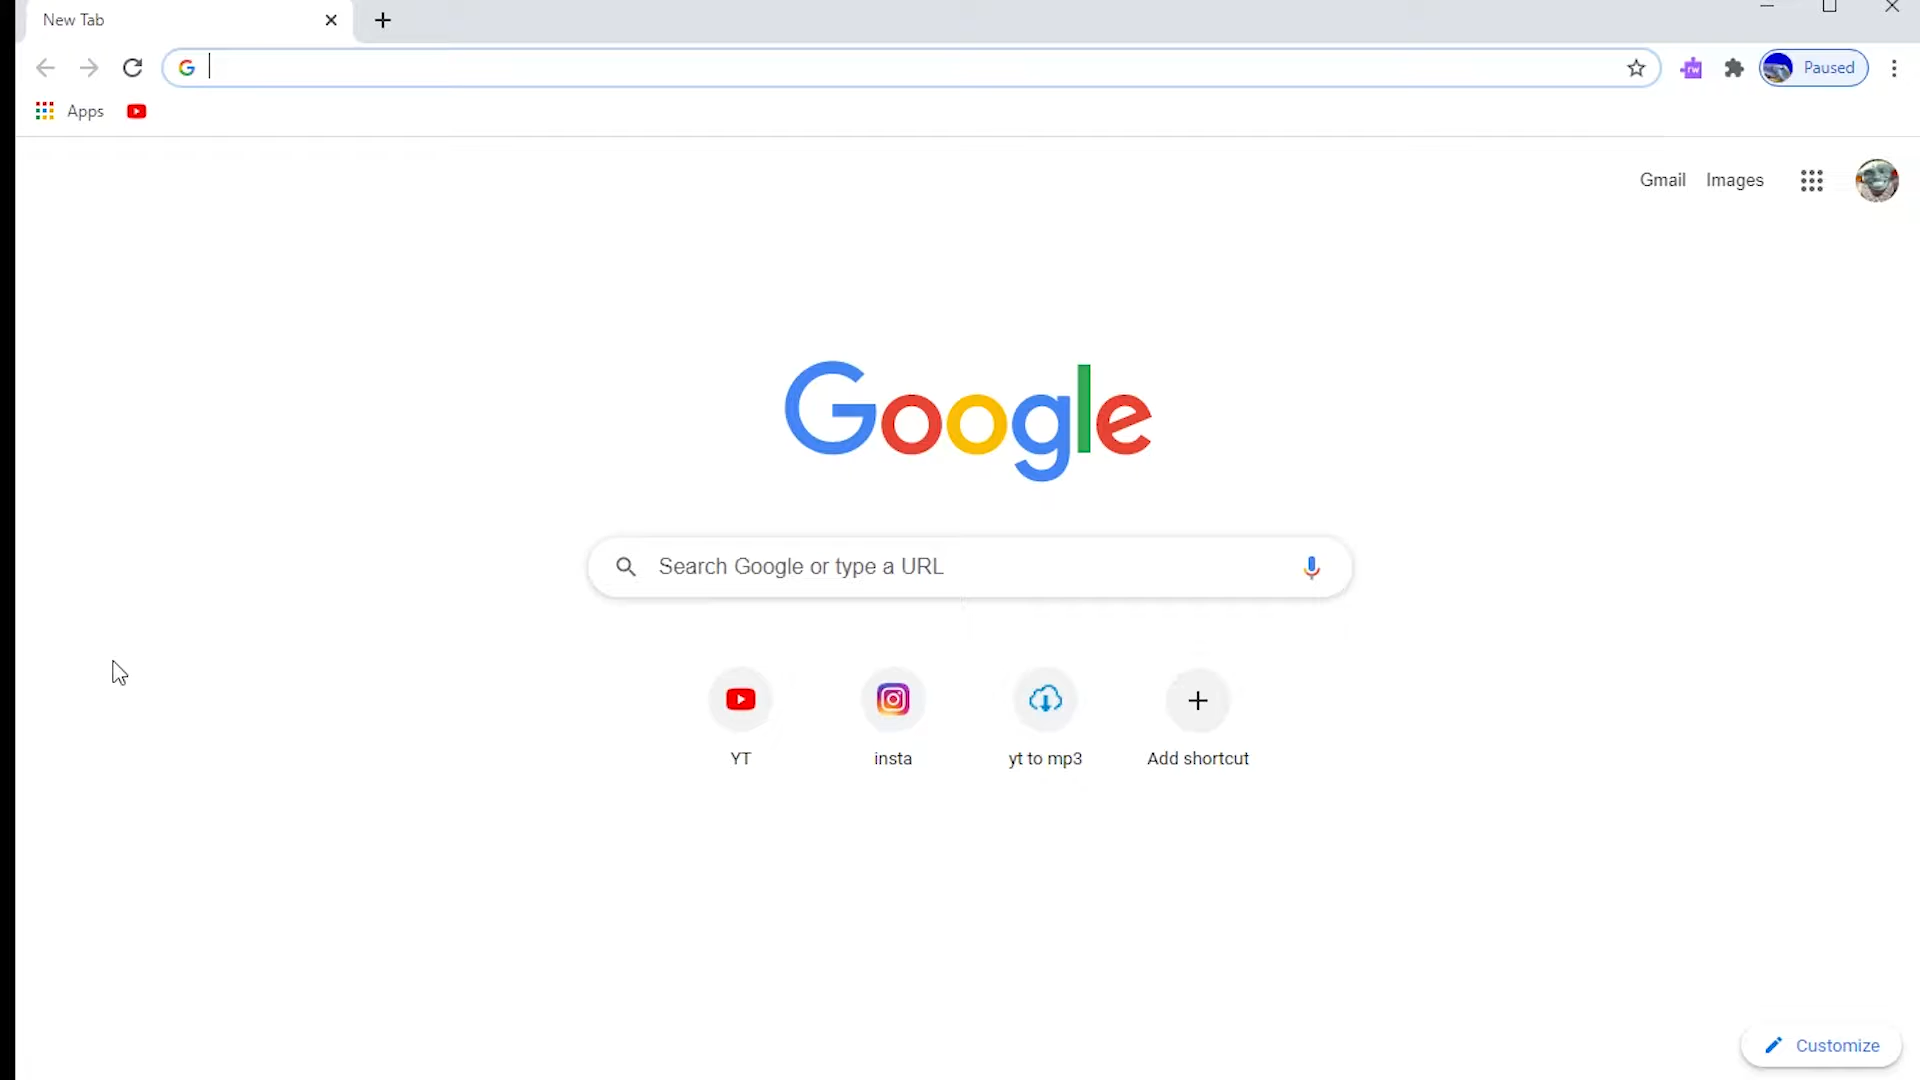 New Tab
Paused
Apps
Gmail Images
Google
Search Google or type a URL
YT insta yt to mp3 Add shortcut
Customize